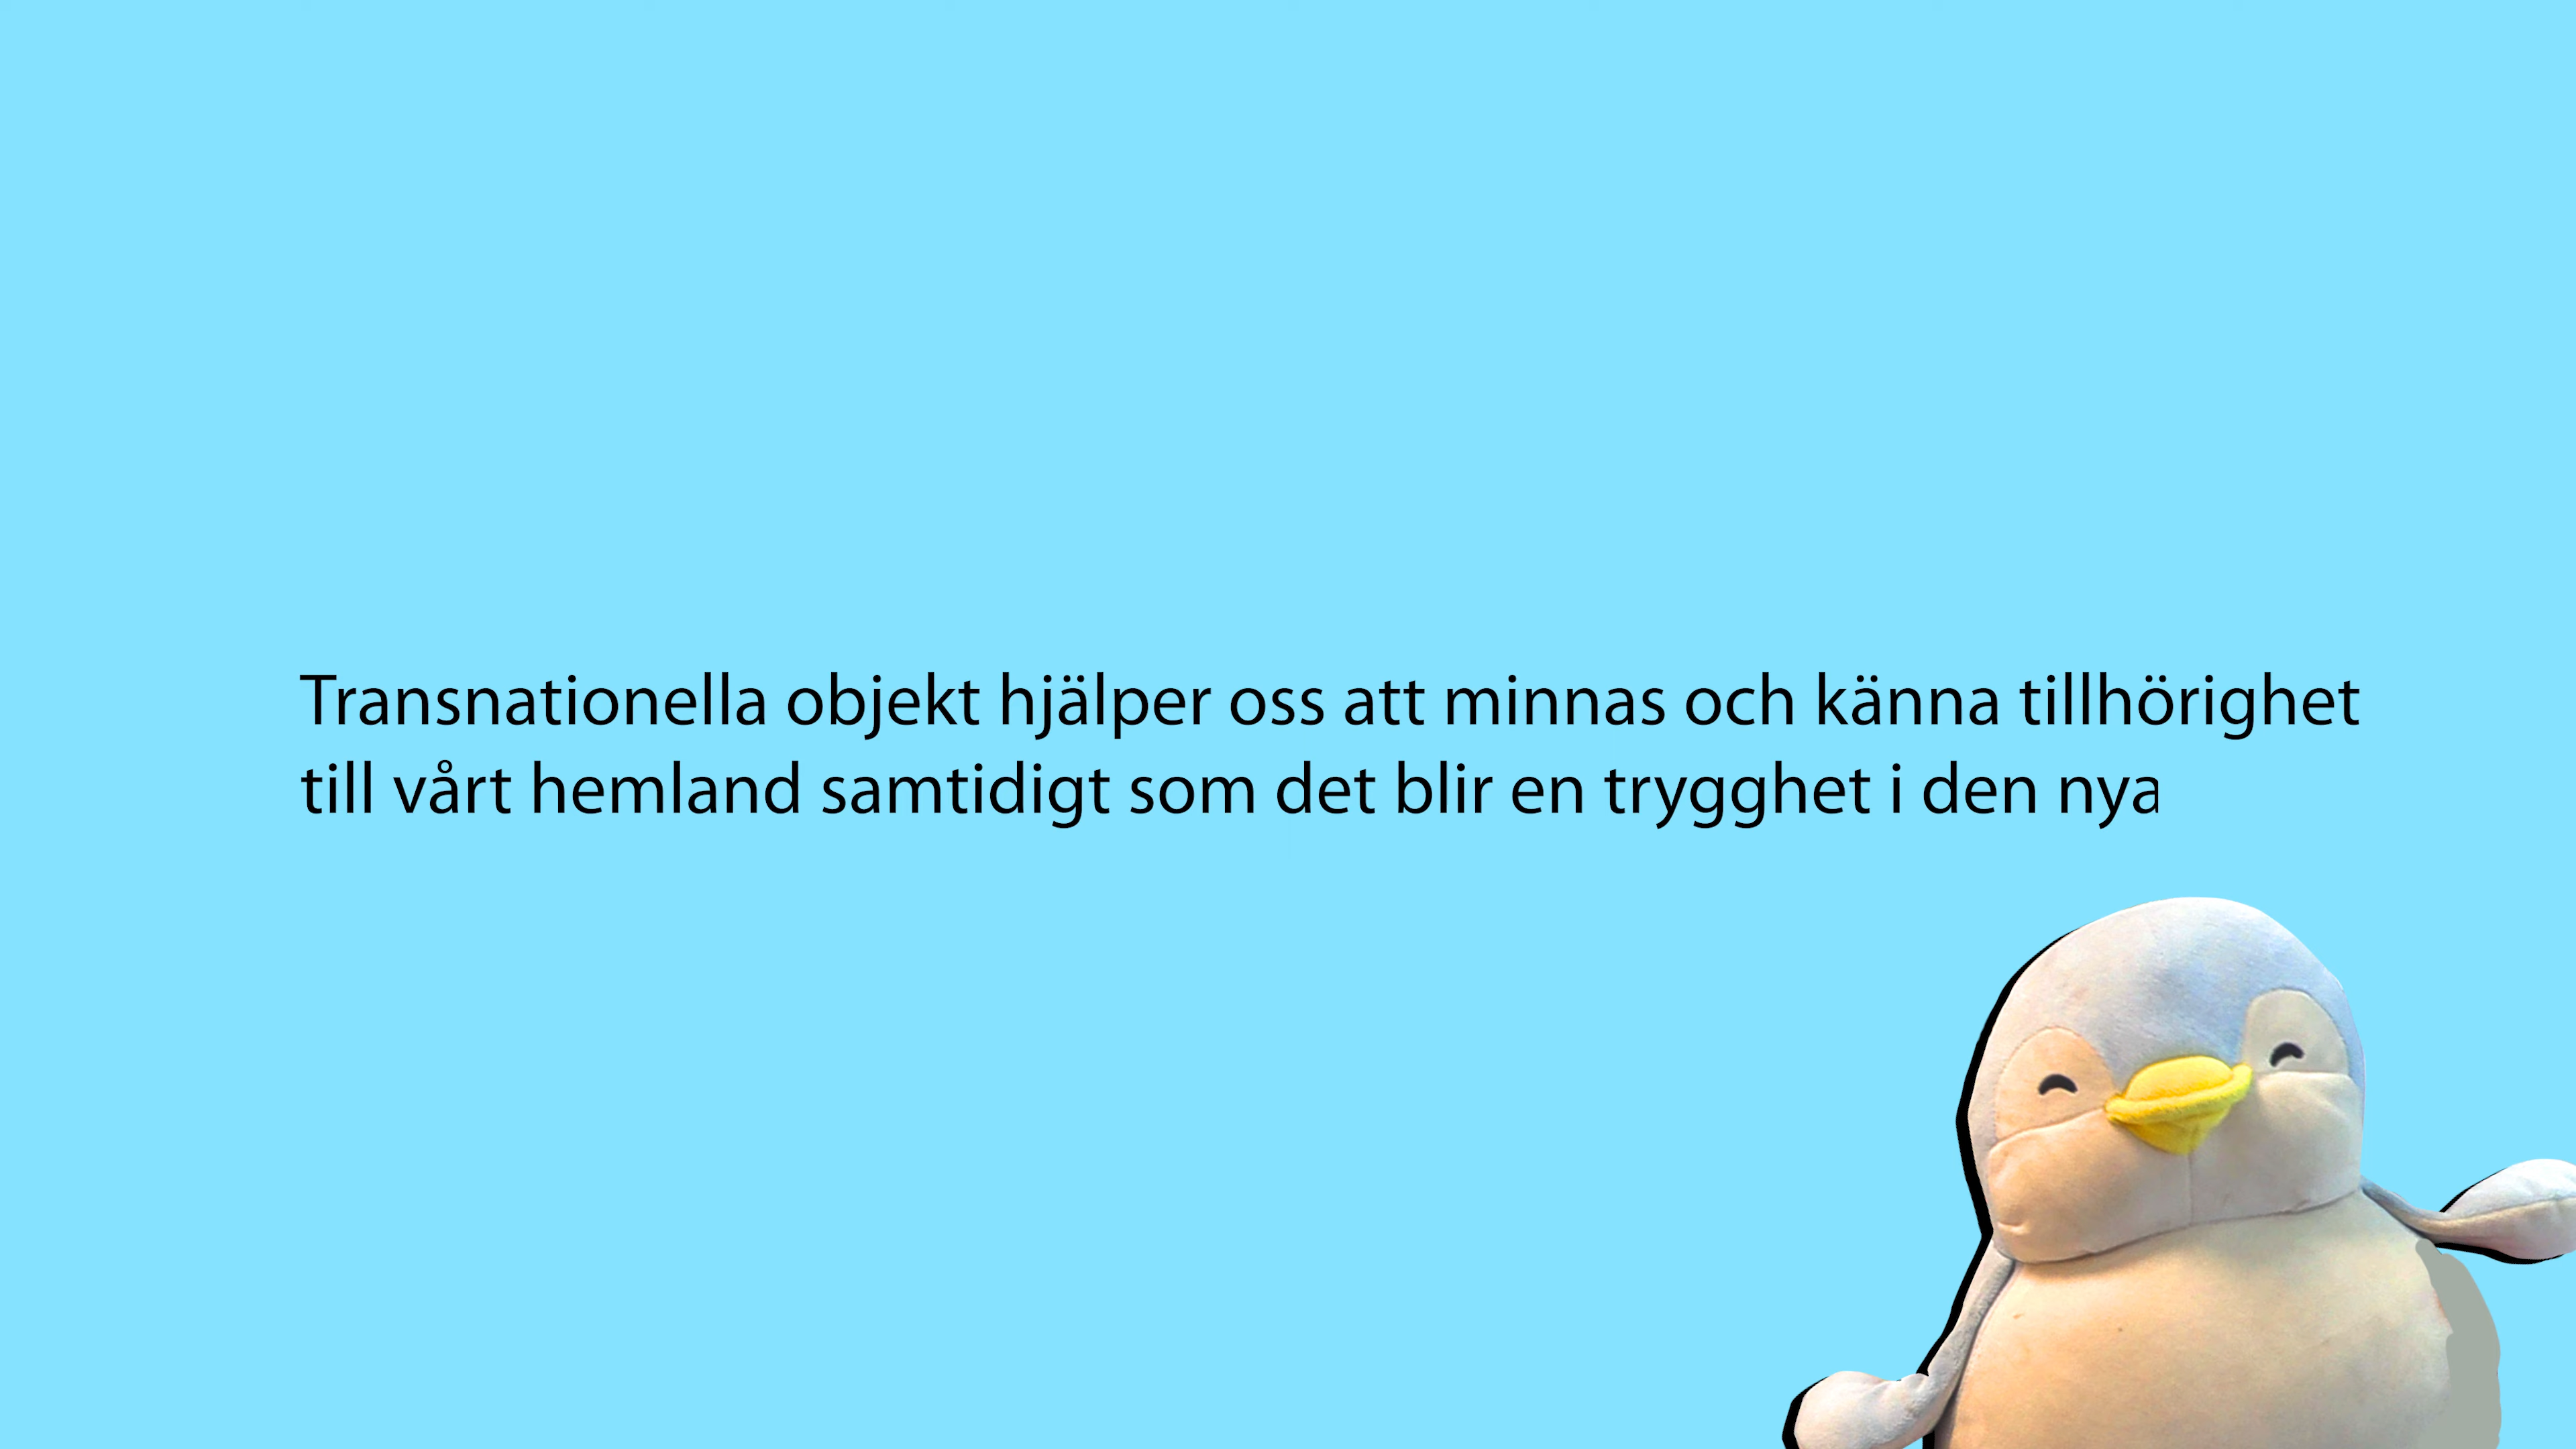 Transnationella objekt hjälper oss att minnas och känna tillhörighet
till vårt hemland samtidigt som det blir en trygghet i den nya